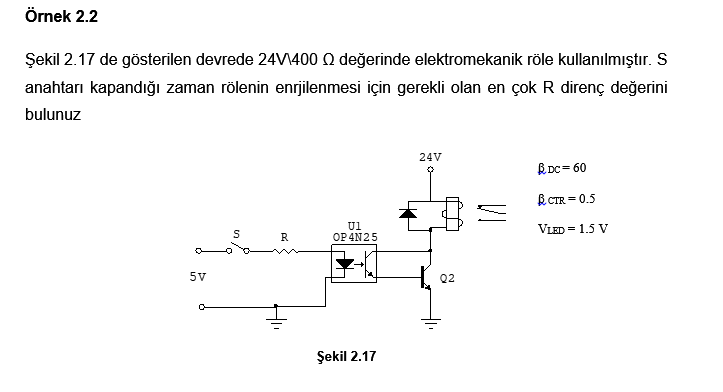 Örnek 2.2
Şekil 2.17 de gösterilen devrede 24V\400 Ω değerinde elektromekanik röle kullanılmıştır. S
anahtarı kapandığı zaman rölenin enrjilenmesi için gerekli olan en çok R direnç değerini
bulunuz
24V
β DC = 60
β CTR = 0.5
VLED = 1.5 V
S
R
U1
OP4N25
5V
Q2
Şekil 2.17